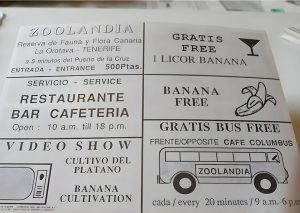 ZOOLANDIA
Reserva de Fauna y Flora Canaria
La Orotava - TENERIFE
a 5 minutos del Puerto de la Cruz
ENTRADA - ENTRANCE 500Ptas.
SERVICIO - SERVICE
RESTAURANTE
BAR CAFETERIA
Open : 10 a.m. till 18 p.m.
VIDEO SHOW
CULTIVO DEL
PLATANO
BANANA
CULTIVATION
GRATIS
FREE
1 LICOR BANANA
BANANA
FREE
GRATIS BUS FREE
FRENTE/OPPOSITE CAFE COLUMBUS
ZOOLANDIA
cada / every 20 minutes / 9 a.m. 6 p.m